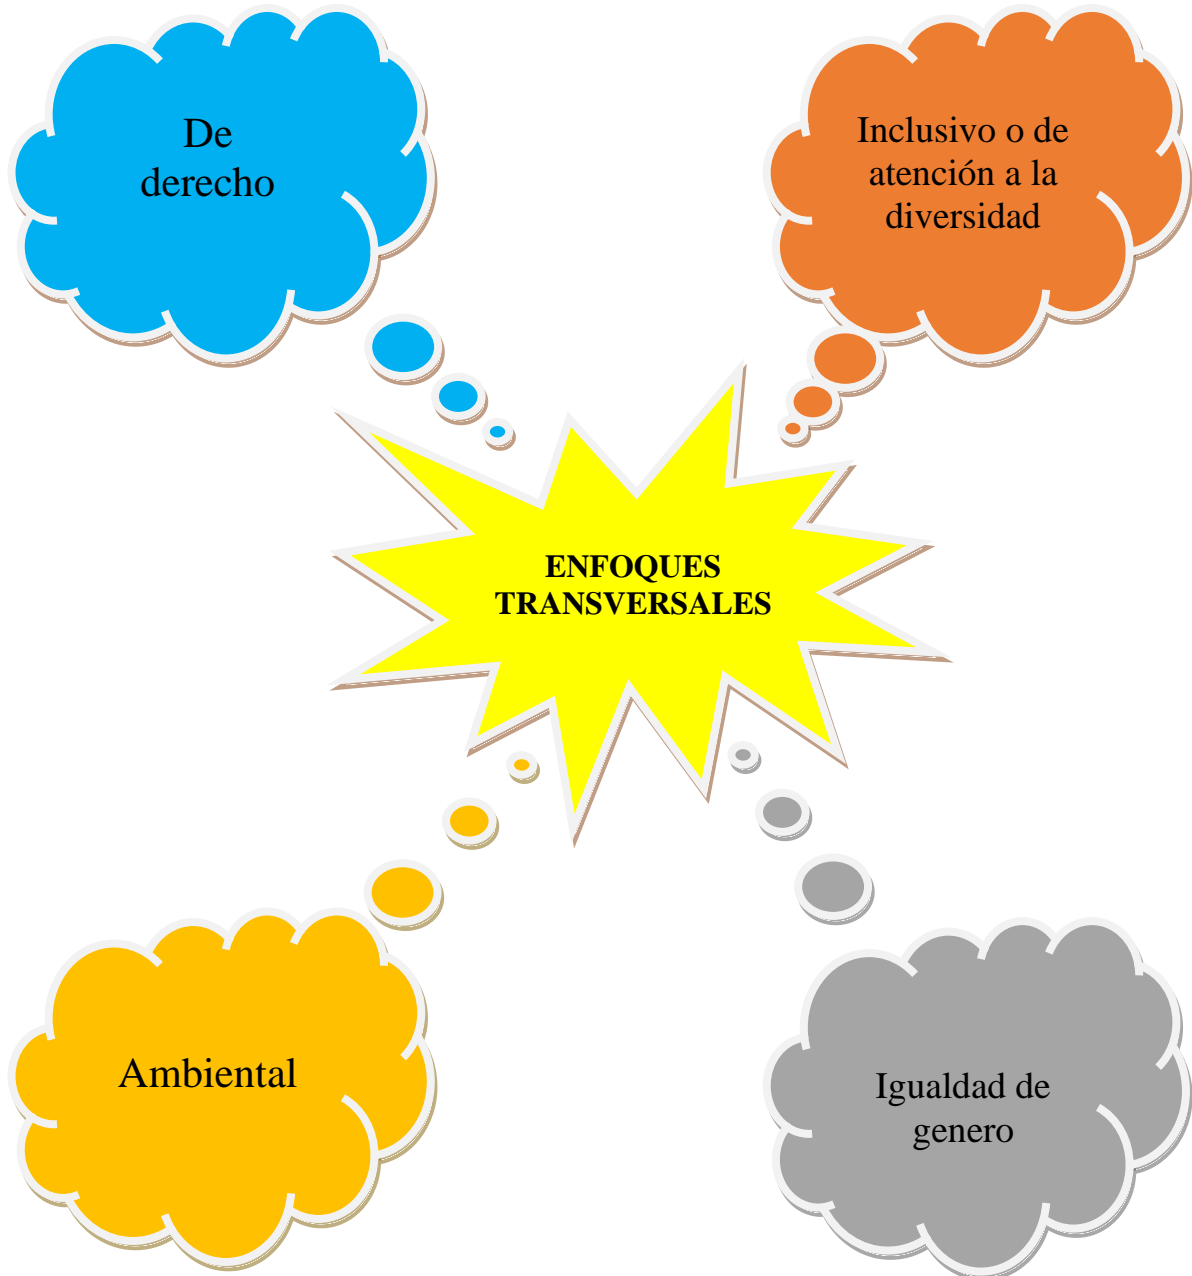 De
derecho
Inclusivo o de
atención a la
diversidad
ENFOQUES
TRANSVERSALES
Ambiental
Igualdad de
genero